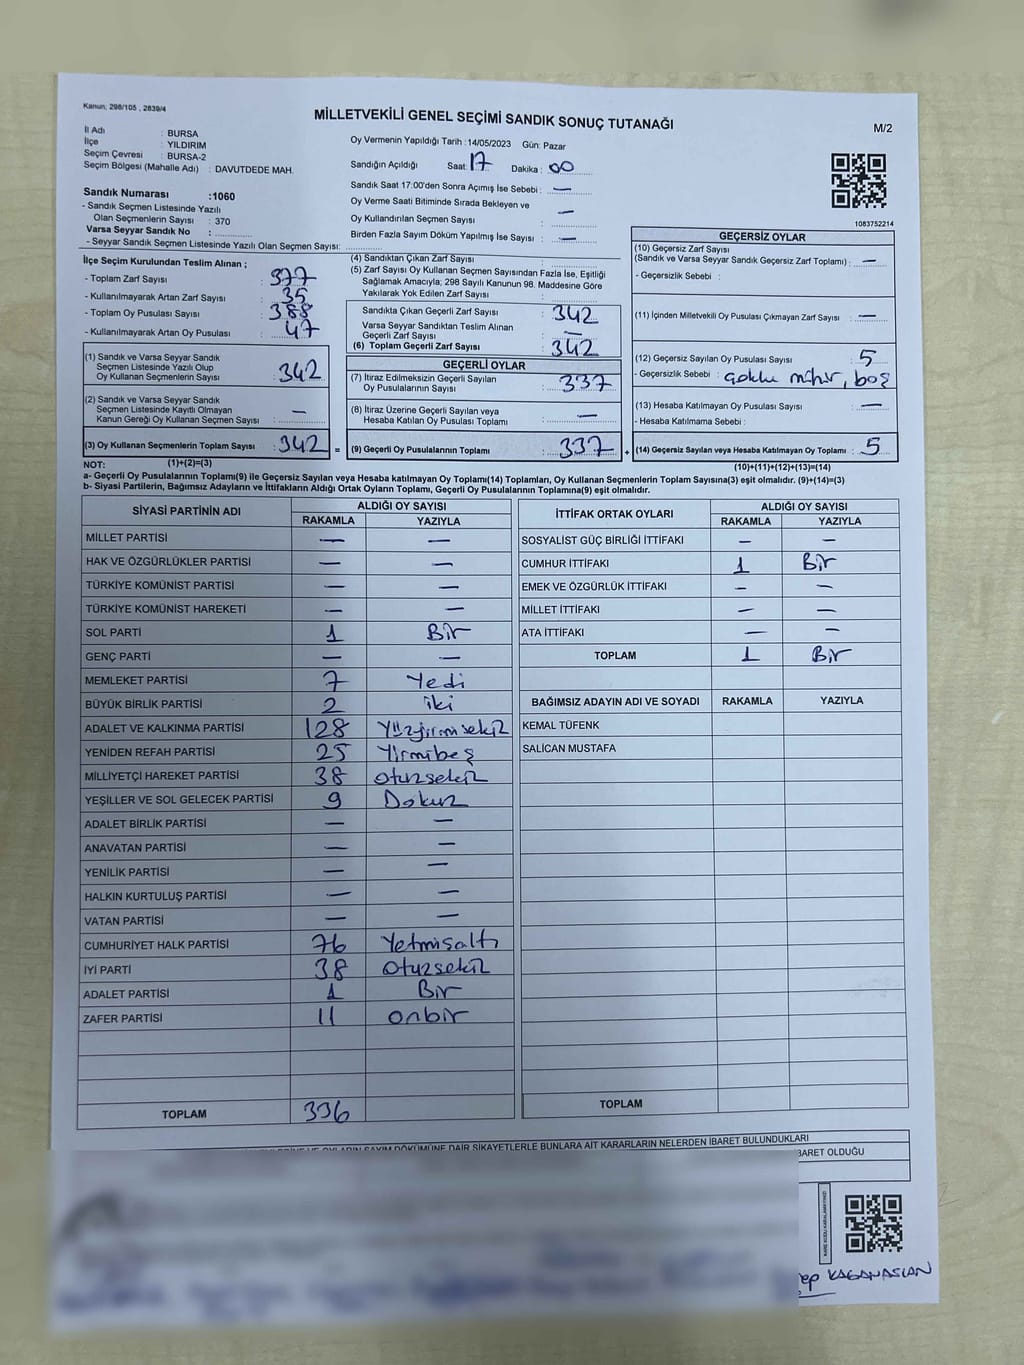 Kanun; 298/105 , 2839/4
MİLLETVEKİLİ GENEL SEÇİMİ SANDIK SONUÇ TUTANAĞI
M/2
İl Adı : BURSA
İlçe : YILDIRIM
Seçim Çevresi : BURSA-2
Seçim Bölgesi (Mahalle Adı) : DAVUTDEDE MAH.
Sandık Numarası :1060
- Sandık Seçmen Listesinde Yazılı
Olan Seçmenlerin Sayısı : 370
Varsa Seyyar Sandık No :
- Seyyar Sandık Seçmen Listesinde Yazılı Olan Seçmen Sayısı:
Oy Vermenin Yapıldığı Tarih :14/05/2023 Gün: Pazar
Sandığın Açıldığı Saat: 17 Dakika : 00
Sandık Saat 17:00'den Sonra Açımış İse Sebebi : —
Oy Verme Saati Bitiminde Sırada Bekleyen ve
Oy Kullandırılan Seçmen Sayısı : —
Birden Fazla Sayım Döküm Yapılmış İse Sayısı : —
1083752214
İlçe Seçim Kurulundan Teslim Alınan ;
- Toplam Zarf Sayısı : 377
- Kullanılmayarak Artan Zarf Sayısı : 35
- Toplam Oy Pusulası Sayısı : 388
- Kullanılmayarak Artan Oy Pusulası : 47
(4) Sandıktan Çıkan Zarf Sayısı :
(5) Zarf Sayısı Oy Kullanan Seçmen Sayısından Fazla İse, Eşitliği
Sağlamak Amacıyla; 298 Sayılı Kanunun 98. Maddesine Göre
Yakılarak Yok Edilen Zarf Sayısı :
Sandıkta Çıkan Geçerli Zarf Sayısı : 342
Varsa Seyyar Sandıktan Teslim Alınan
Geçerli Zarf Sayısı : —
(6) Toplam Geçerli Zarf Sayısı : 342
GEÇERSİZ OYLAR
(10) Geçersiz Zarf Sayısı
(Sandık ve Varsa Seyyar Sandık Geçersiz Zarf Toplamı) : —
- Geçersizlik Sebebi :
(11) İçinden Milletvekili Oy Pusulası Çıkmayan Zarf Sayısı : —
(12) Geçersiz Sayılan Oy Pusulası Sayısı : 5
- Geçersizlik Sebebi : mühür, boş
(13) Hesaba Katılmayan Oy Pusulası Sayısı : —
- Hesaba Katılmama Sebebi :
(14) Geçersiz Sayılan veya Hesaba Katılmayan Oy Toplamı : 5
(10)+(11)+(12)+(13)=(14)
(1) Sandık ve Varsa Seyyar Sandık
Seçmen Listesinde Yazılı Olup
Oy Kullanan Seçmenlerin Sayısı : 342
(2) Sandık ve Varsa Seyyar Sandık
Seçmen Listesinde Kayıtlı Olmayan
Kanun Gereği Oy Kullanan Seçmen Sayısı : —
(3) Oy Kullanan Seçmenlerin Toplam Sayısı : 342 =
GEÇERLİ OYLAR
(7) İtiraz Edilmeksizin Geçerli Sayılan
Oy Pusulalarının Sayısı : 337
(8) İtiraz Üzerine Geçerli Sayılan veya
Hesaba Katılan Oy Pusulası Toplamı : —
(9) Geçerli Oy Pusulalarının Toplamı : 337 +
NOT: (1)+(2)=(3)
a- Geçerli Oy Pusulalarının Toplamı(9) ile Geçersiz Sayılan veya Hesaba katılmayan Oy Toplamı(14) Toplamları, Oy Kullanan Seçmenlerin Toplam Sayısına(3) eşit olmalıdır. (9)+(14)=(3)
b- Siyasi Partilerin, Bağımsız Adayların ve İttifakların Aldığı Ortak Oyların Toplamı, Geçerli Oy Pusulalarının Toplamına(9) eşit olmalıdır.
SİYASİ PARTİNİN ADI ALDIĞI OY SAYISI
RAKAMLA YAZIYLA
MİLLET PARTİSİ — —
HAK VE ÖZGÜRLÜKLER PARTİSİ — —
TÜRKİYE KOMÜNİST PARTİSİ — —
TÜRKİYE KOMÜNİST HAREKETİ — —
SOL PARTİ 1 Bir
GENÇ PARTİ — —
MEMLEKET PARTİSİ 7 Yedi
BÜYÜK BİRLİK PARTİSİ 2 iki
ADALET VE KALKINMA PARTİSİ 128 Yüzyirmisekiz
YENİDEN REFAH PARTİSİ 25 Yirmibeş
MİLLİYETÇİ HAREKET PARTİSİ 38 otuzsekiz
YEŞİLLER VE SOL GELECEK PARTİSİ 9 Dokuz
ADALET BİRLİK PARTİSİ — —
ANAVATAN PARTİSİ — —
YENİLİK PARTİSİ — —
HALKIN KURTULUŞ PARTİSİ — —
VATAN PARTİSİ — —
CUMHURİYET HALK PARTİSİ 76 Yetmişaltı
İYİ PARTİ 38 otuzsekiz
ADALET PARTİSİ 1 Bir
ZAFER PARTİSİ 11 onbir
TOPLAM 336
İTTİFAK ORTAK OYLARI ALDIĞI OY SAYISI
RAKAMLA YAZIYLA
SOSYALİST GÜÇ BİRLİĞİ İTTİFAKI — —
CUMHUR İTTİFAKI 1 Bir
EMEK VE ÖZGÜRLÜK İTTİFAKI — —
MİLLET İTTİFAKI — —
ATA İTTİFAKI — —
TOPLAM 1 Bir
BAĞIMSIZ ADAYIN ADI VE SOYADI RAKAMLA YAZIYLA
KEMAL TÜFENK
SALİCAN MUSTAFA
TOPLAM
OYLARIN SAYIM DÖKÜMÜNE DAİR ŞİKAYETLERLE BUNLARA AİT KARARLARIN NELERDEN İBARET BULUNDUKLARI
İBARET OLDUĞU